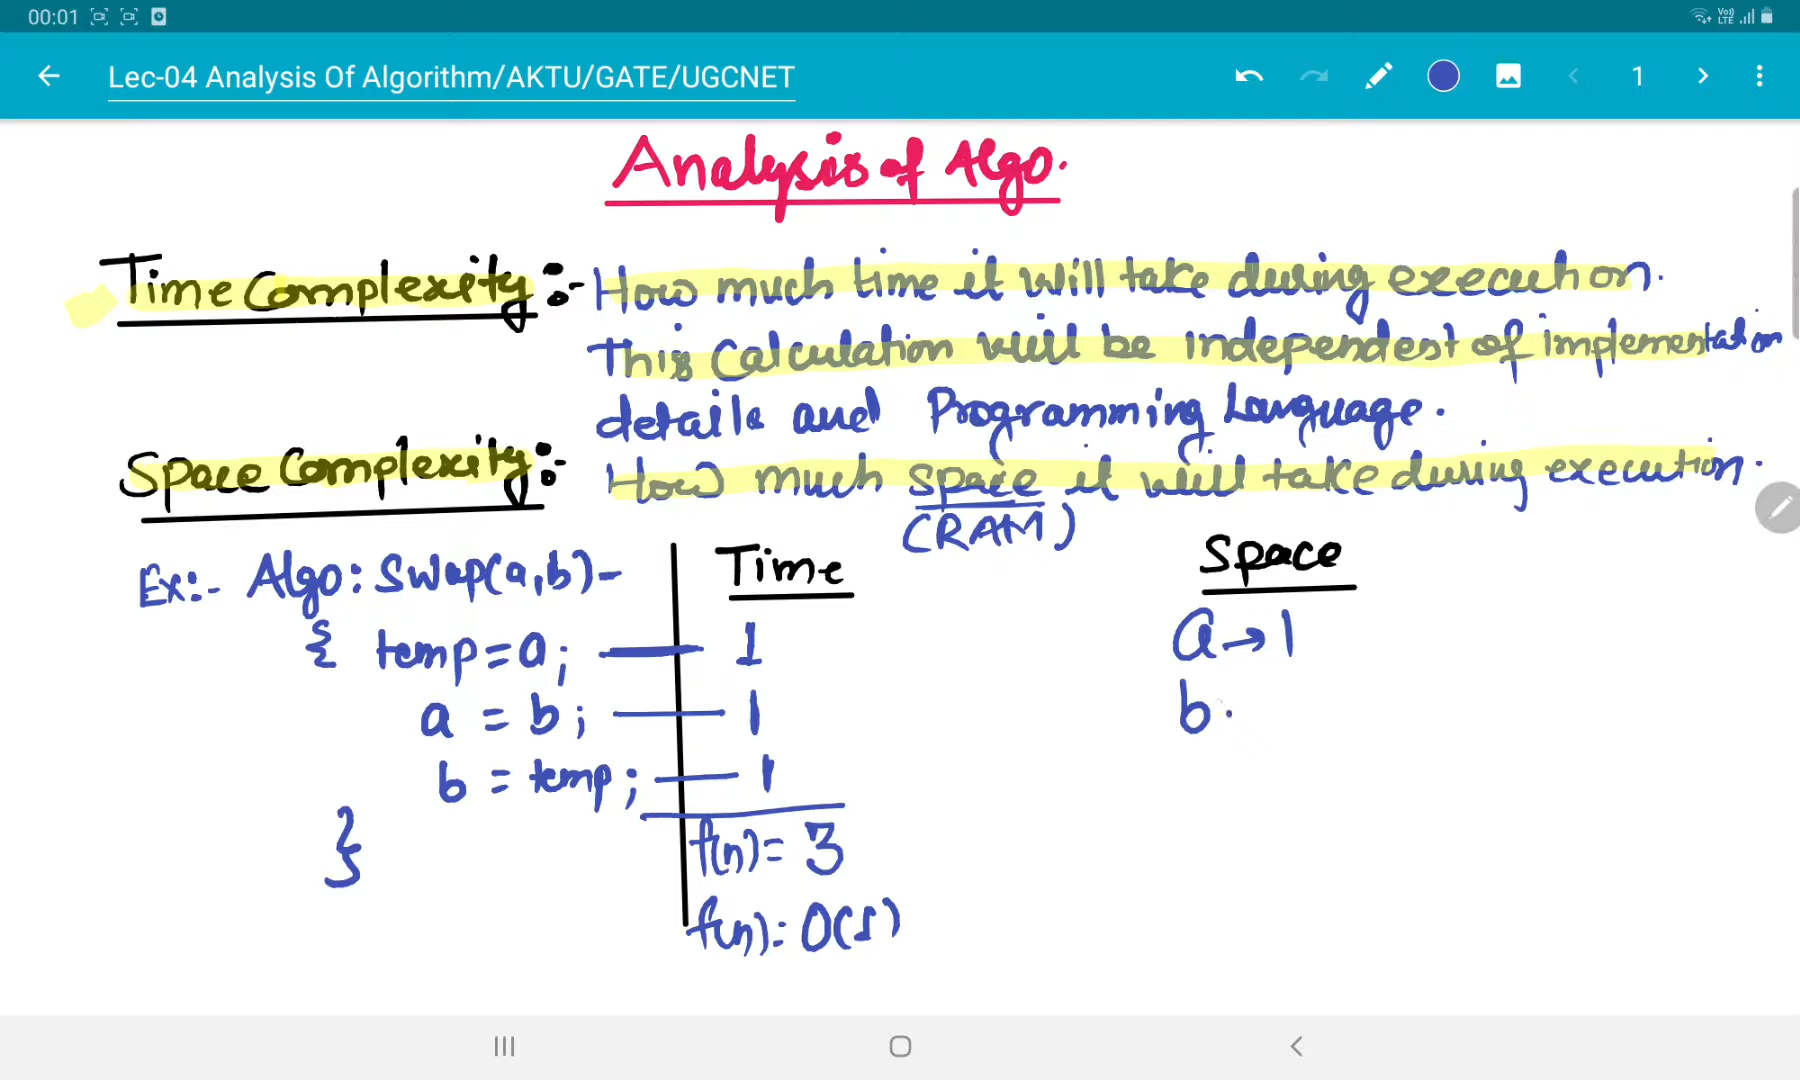 00:01
Lec-04 Analysis Of Algorithm/AKTU/GATE/UGCNET
1
Analysis of Algo.
Time Complexity :- How much time it will take during execution.
This Calculation will be independent of implementation
details and Programming Language.
Space Complexity :- How much space it will take during execution.
(RAM)
Ex:- Algo: Swap(a,b)- Time Space
{ temp=a; 1 a→1
a = b; 1 b.
b = temp; 1
} f(n)= 3
f(n)= O(1)